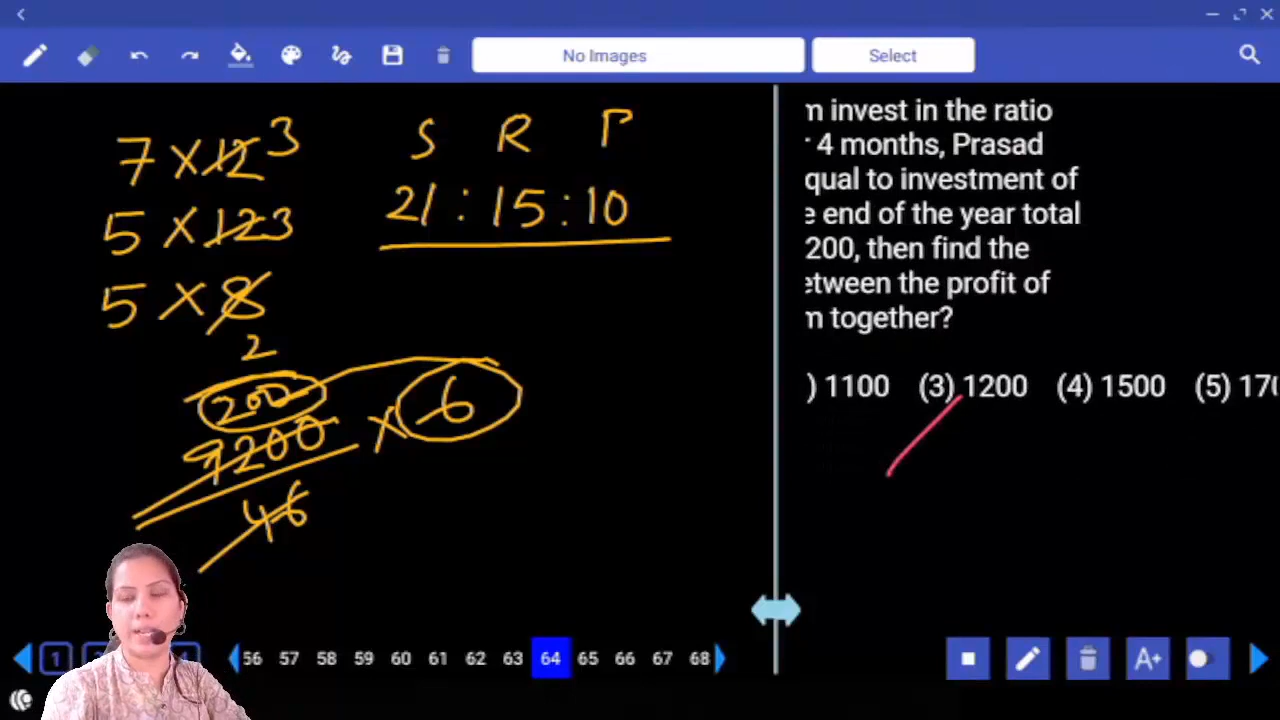 No Images
Select
7 x 12 3
5 x 12 3
5 x 8
2
S R P
21 : 15 : 10
200
9200 x 6
46
m invest in the ratio
r 4 months, Prasad
qual to investment of
e end of the year total
200, then find the
etween the profit of
m together?
) 1100 (3) 1200 (4) 1500 (5) 170
1
56 57 58 59 60 61 62 63 64 65 66 67 68
A+